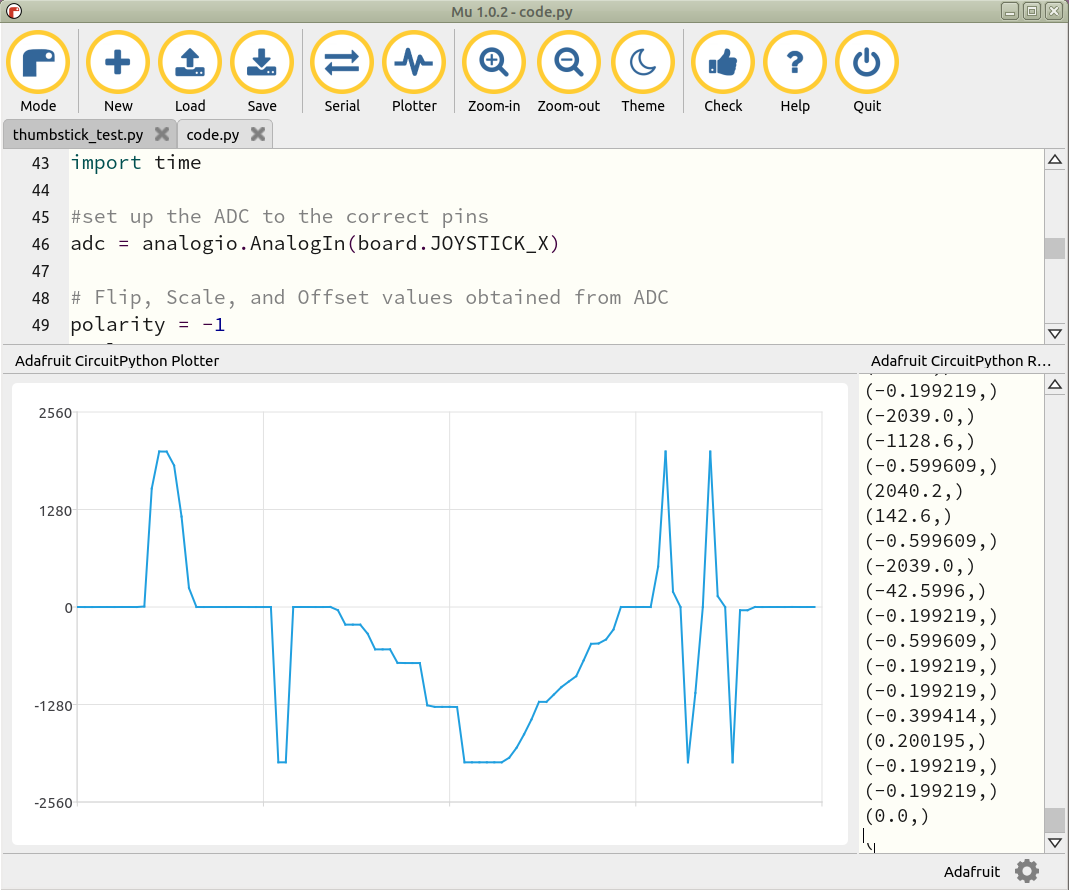 Mu 1.0.2 - code.py
Mode New Load Save Serial Plotter Zoom-in Zoom-out Theme Check Help Quit
thumbstick_test.py code.py
43 import time
44
45 #set up the ADC to the correct pins
46 adc = analogio.AnalogIn(board.JOYSTICK_X)
47
48 # Flip, Scale, and Offset values obtained from ADC
49 polarity = -1
Adafruit CircuitPython Plotter
2560
1280
0
-1280
-2560
Adafruit CircuitPython R...
(-0.199219,)
(-2039.0,)
(-1128.6,)
(-0.599609,)
(2040.2,)
(142.6,)
(-0.599609,)
(-2039.0,)
(-42.5996,)
(-0.199219,)
(-0.599609,)
(-0.199219,)
(-0.199219,)
(-0.399414,)
(0.200195,)
(-0.199219,)
(-0.199219,)
(0.0,)
Adafruit